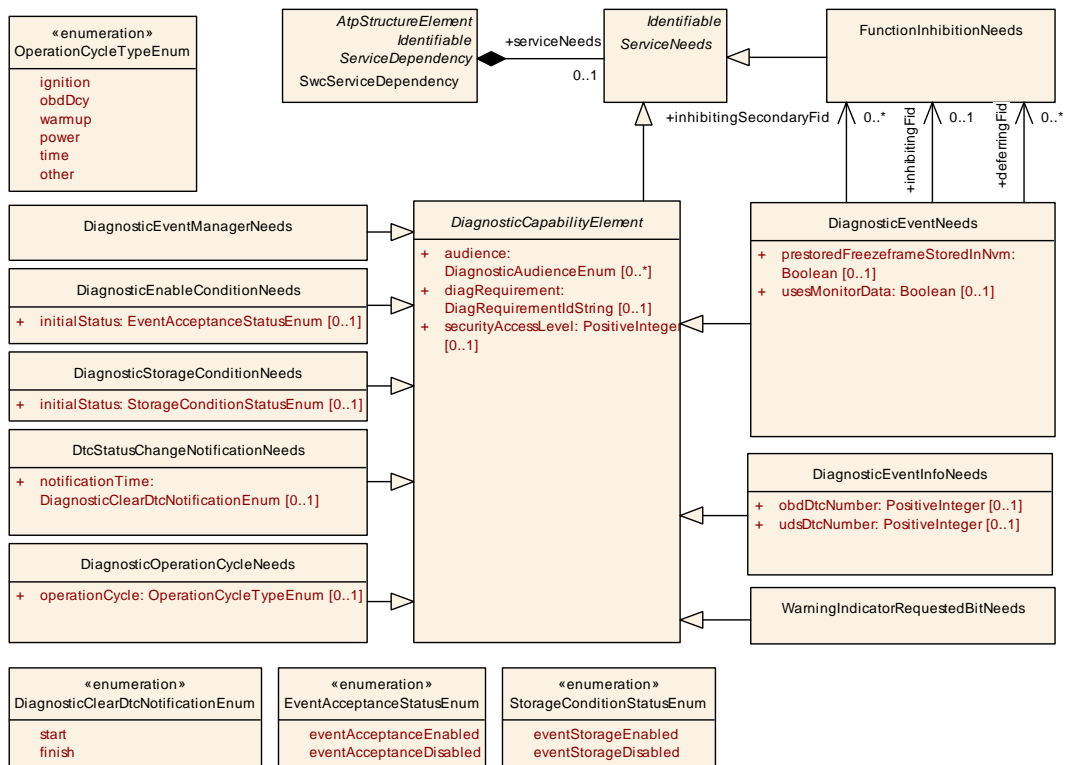 «enumeration»
OperationCycleTypeEnum
ignition
obdDcy
warmup
power
time
other
AtpStructureElement
Identifiable
ServiceDependency
SwcServiceDependency
+serviceNeeds
0..1
Identifiable
ServiceNeeds
FunctionInhibitionNeeds
+inhibitingSecondaryFid
0..*
+inhibitingFid
0..1
+deferringFid
0..*
DiagnosticEventManagerNeeds
DiagnosticEnableConditionNeeds
+ initialStatus: EventAcceptanceStatusEnum [0..1]
DiagnosticStorageConditionNeeds
+ initialStatus: StorageConditionStatusEnum [0..1]
DtcStatusChangeNotificationNeeds
+ notificationTime:
DiagnosticClearDtcNotificationEnum [0..1]
DiagnosticOperationCycleNeeds
+ operationCycle: OperationCycleTypeEnum [0..1]
DiagnosticCapabilityElement
+ audience:
DiagnosticAudienceEnum [0..*]
+ diagRequirement:
DiagRequirementIdString [0..1]
+ securityAccessLevel: PositiveInteger
[0..1]
DiagnosticEventNeeds
+ prestoredFreezeframeStoredInNvm:
Boolean [0..1]
+ usesMonitorData: Boolean [0..1]
DiagnosticEventInfoNeeds
+ obdDtcNumber: PositiveInteger [0..1]
+ udsDtcNumber: PositiveInteger [0..1]
WarningIndicatorRequestedBitNeeds
«enumeration»
DiagnosticClearDtcNotificationEnum
start
finish
«enumeration»
EventAcceptanceStatusEnum
eventAcceptanceEnabled
eventAcceptanceDisabled
«enumeration»
StorageConditionStatusEnum
eventStorageEnabled
eventStorageDisabled